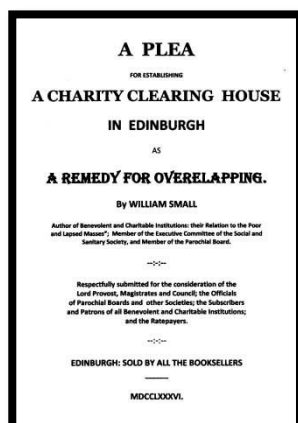 A PLEA
FOR ESTABLISHING
A CHARITY CLEARING HOUSE
IN EDINBURGH
AS
A REMEDY FOR OVERELAPPING.
By WILLIAM SMALL
Author of Benevolent and Charitable Institutions: their Relation to the Poor
and Lapsed Masses"; Member of the Executive Committee of the Social and
Sanitary Society, and Member of the Parochial Board.
--:-:--
Respectfully submitted for the consideration of the
Lord Provost, Magistrates and Council; the Officials
of Parochial Boards and other Societies; the Subscribers
and Patrons of all Benevolent and Charitable Institutions;
and the Ratepayers.
--:-:--
EDINBURGH: SOLD BY ALL THE BOOKSELLERS
MDCCLXXXVI.